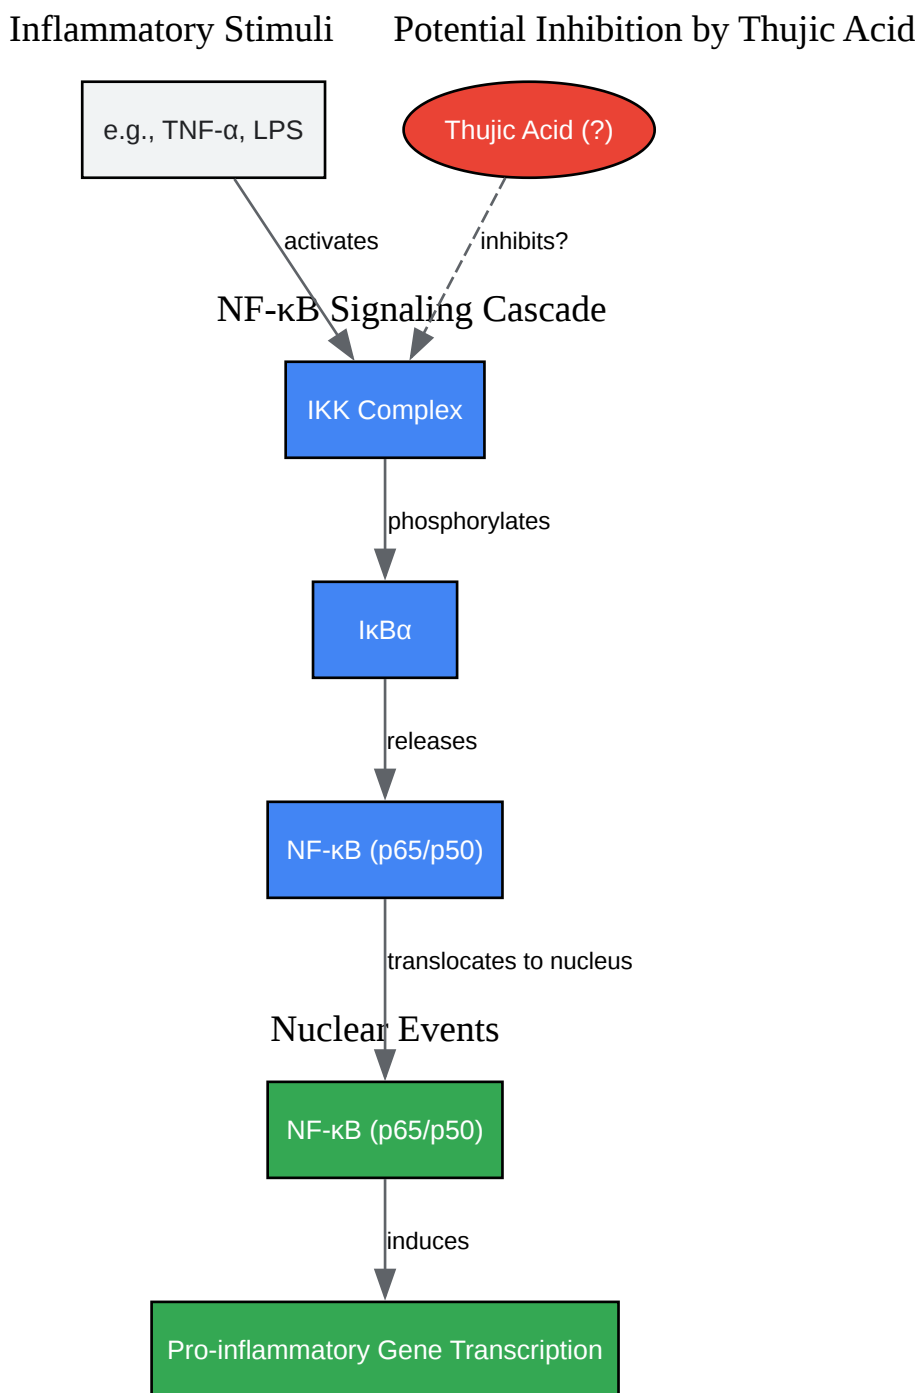 Inflammatory Stimuli
Potential Inhibition by Thujic Acid
e.g., TNF-α, LPS
Thujic Acid (?)
activates
inhibits?
NF-κB Signaling Cascade
IKK Complex
phosphorylates
IκBα
releases
NF-κB (p65/p50)
translocates to nucleus
Nuclear Events
NF-κB (p65/p50)
induces
Pro-inflammatory Gene Transcription